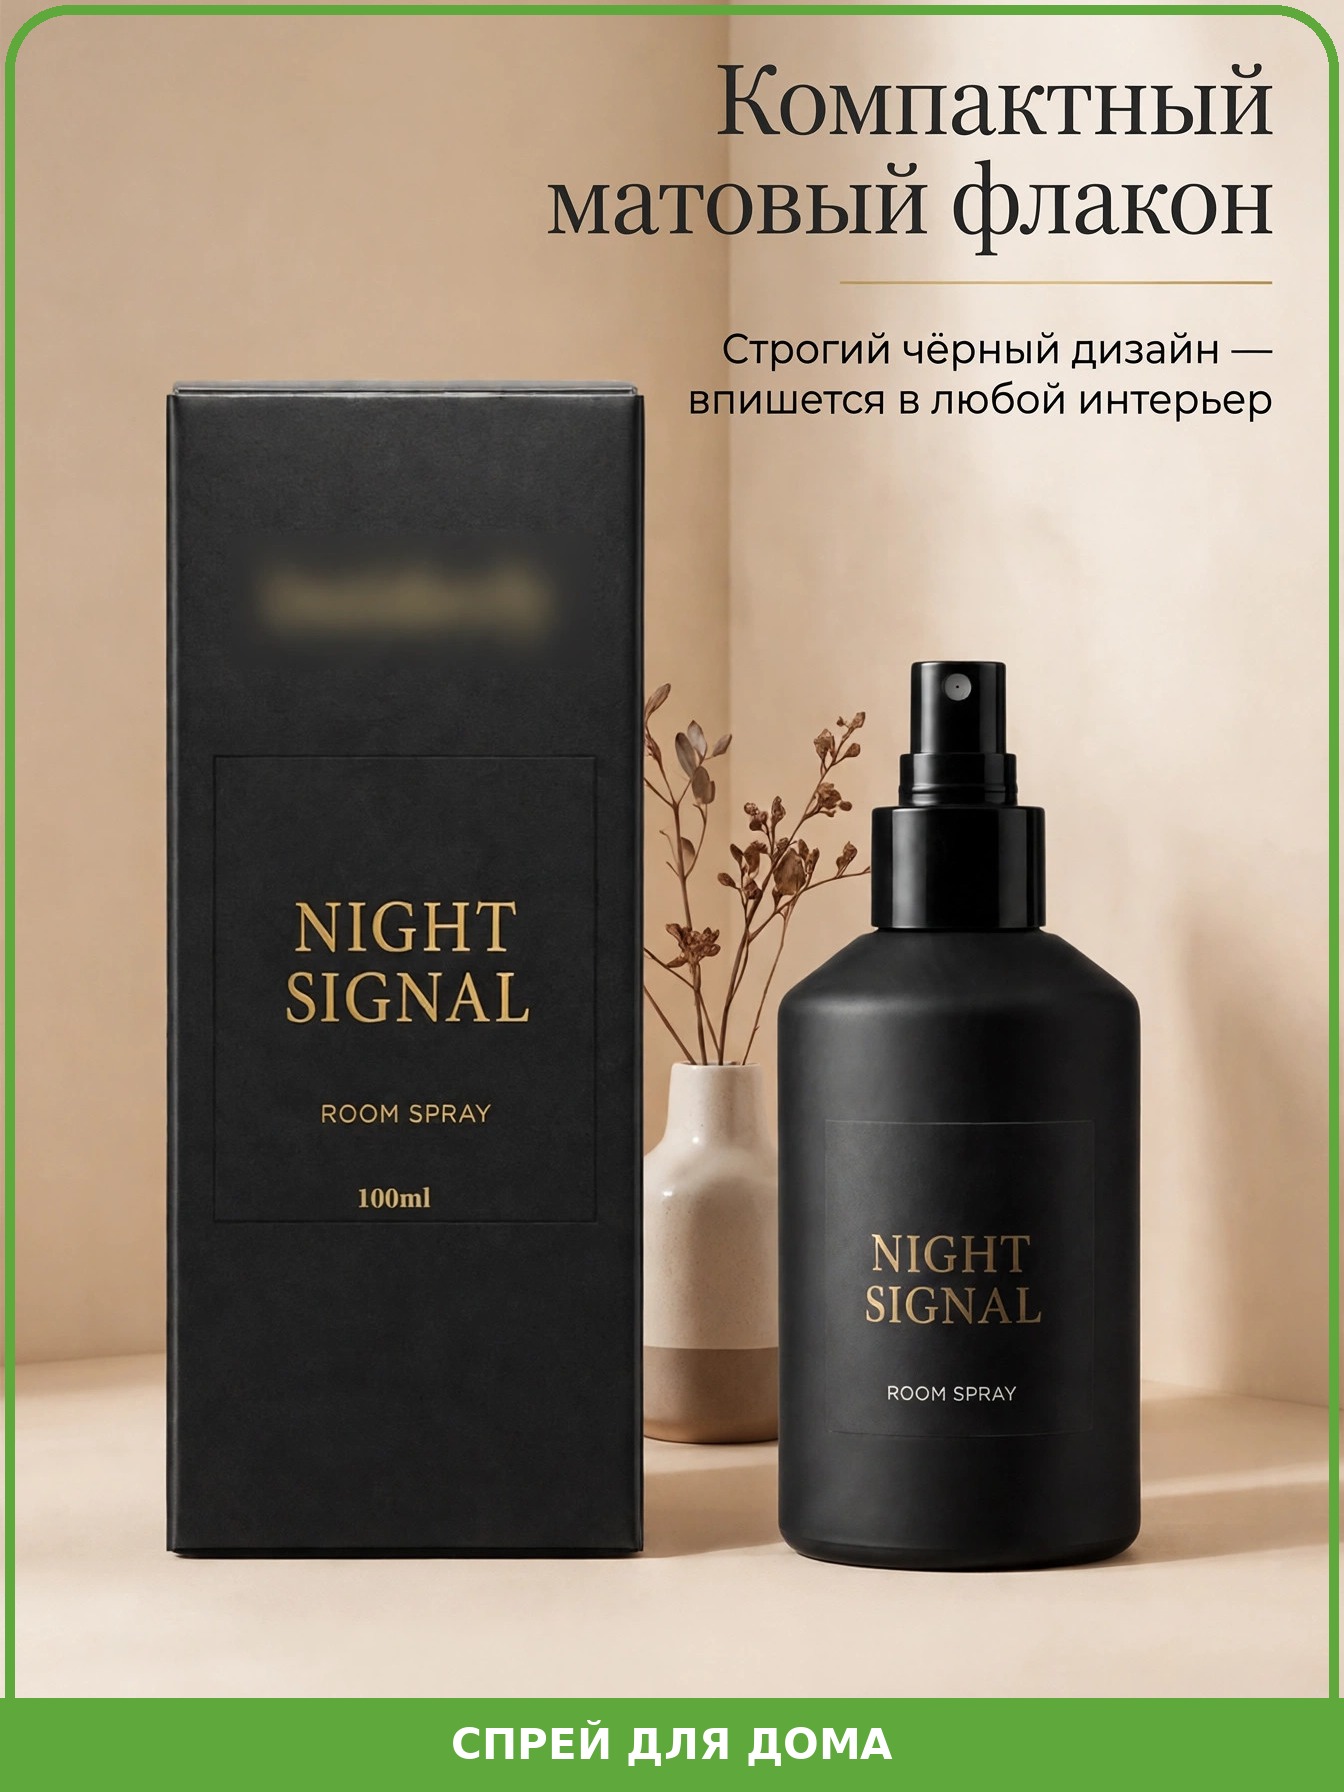 Компактный
матовый флакон
Строгий чёрный дизайн —
впишется в любой интерьер
NIGHT
SIGNAL
ROOM SPRAY
100ml
NIGHT
SIGNAL
ROOM SPRAY
СПРЕЙ ДЛЯ ДОМА